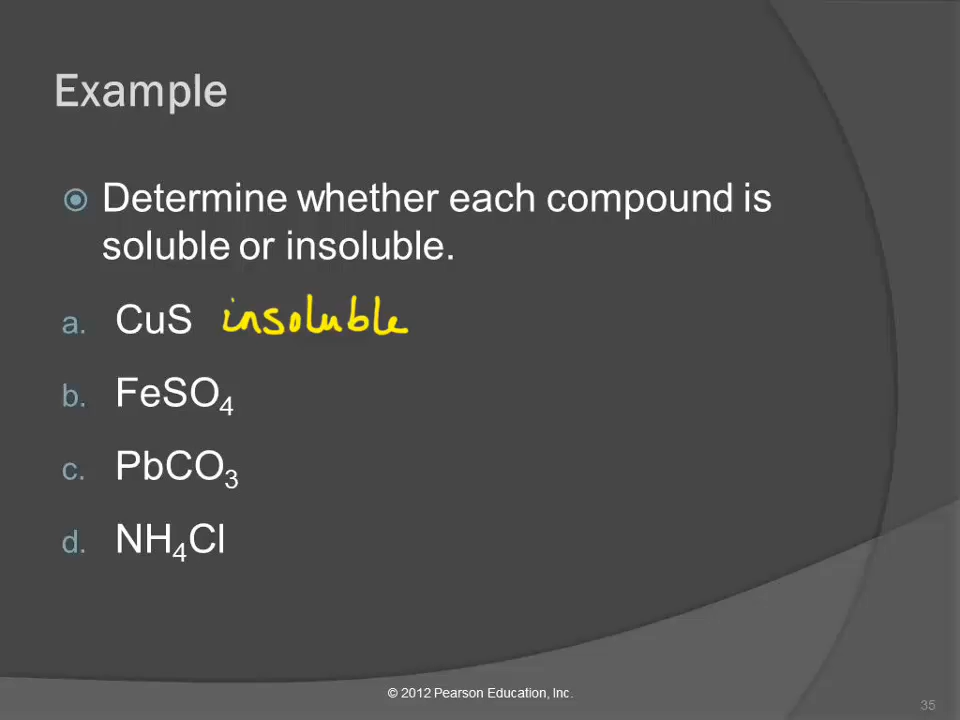 Example
Determine whether each compound is
soluble or insoluble.
a. CuS insoluble
b. FeSO₄
c. PbCO₃
d. NH₄Cl
© 2012 Pearson Education, Inc.
35